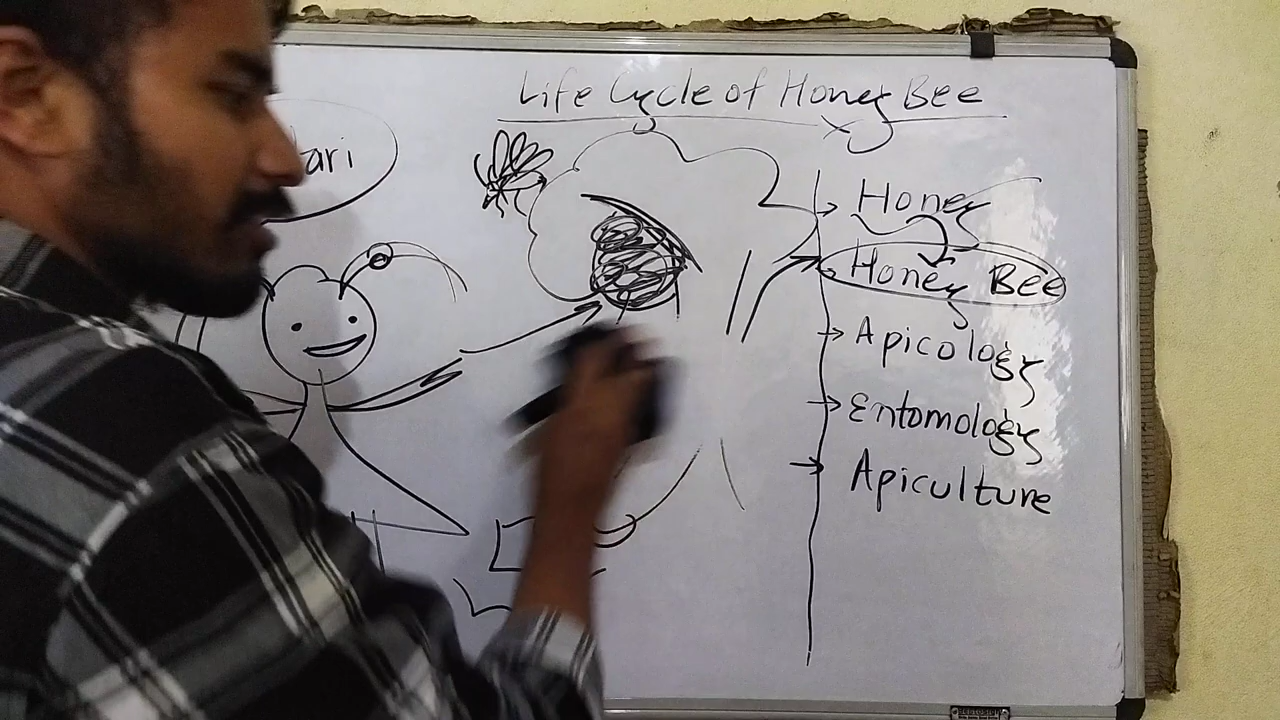 Life Cycle of Honey Bee
ari
Honey
Honey Bee
Apicology
Entomology
Apiculture